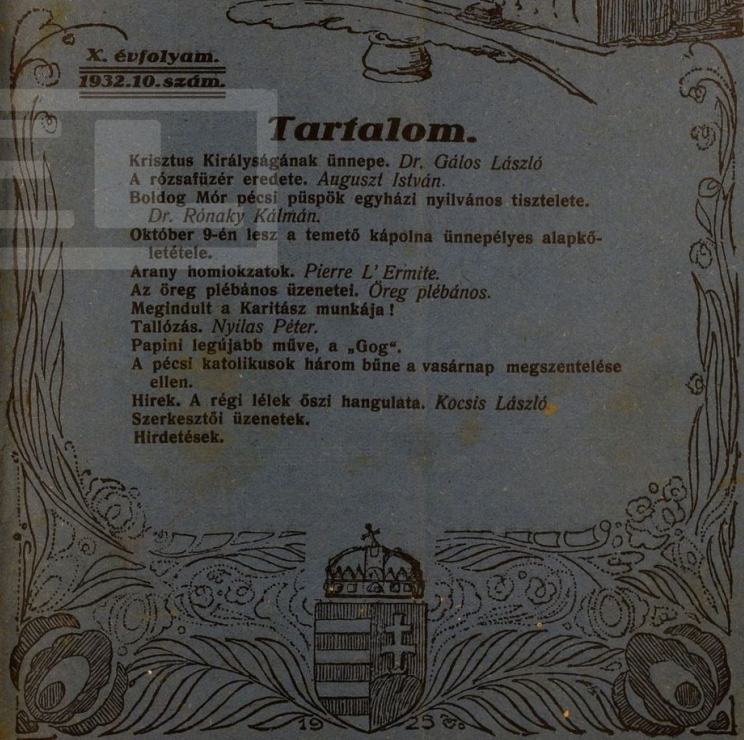 X. évfolyam.
1932.10.szám.
Tartalom.
Krisztus Királyságának ünnepe. Dr. Gálos László
A rózsafüzér eredete. Auguszt István.
Boldog Mór pécsi püspök egyházi nyilvános tisztelete.
Dr. Rónaky Kálmán.
Október 9-én lesz a temető kápolna ünnepélyes alapkő-
letétele.
Arany homlokzatok. Pierre L' Ermite.
Az öreg plébános üzenetei. Öreg plébános.
Megindult a Karitász munkája!
Tallózás. Nyilas Péter.
Papini legújabb műve, a „Gog“.
A pécsi katolikusok három bűne a vasárnap megszentelése
ellen.
Hirek. A régi lélek őszi hangulata. Kocsis László
Szerkesztői üzenetek.
Hirdetések.
19 25